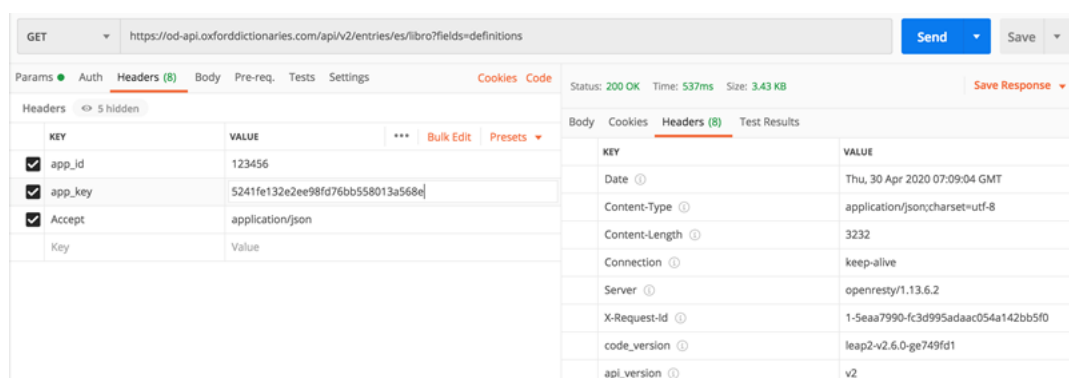 GET https://od-api.oxforddictionaries.com/api/v2/entries/es/libro?fields=definitions Send Save
Params Auth Headers (8) Body Pre-req. Tests Settings Cookies Code
Headers 5 hidden
KEY VALUE ••• Bulk Edit Presets
app_id 123456
app_key 5241fe132e2ee98fd76bb558013a568e
Accept application/json
Key Value
Status: 200 OK Time: 537ms Size: 3.43 KB Save Response
Body Cookies Headers (8) Test Results
KEY VALUE
Date Thu, 30 Apr 2020 07:09:04 GMT
Content-Type application/json;charset=utf-8
Content-Length 3232
Connection keep-alive
Server openresty/1.13.6.2
X-Request-Id 1-5eaa7990-fc3d995adaac054a142bb5f0
code_version leap2-v2.6.0-ge749fd1
api_version v2